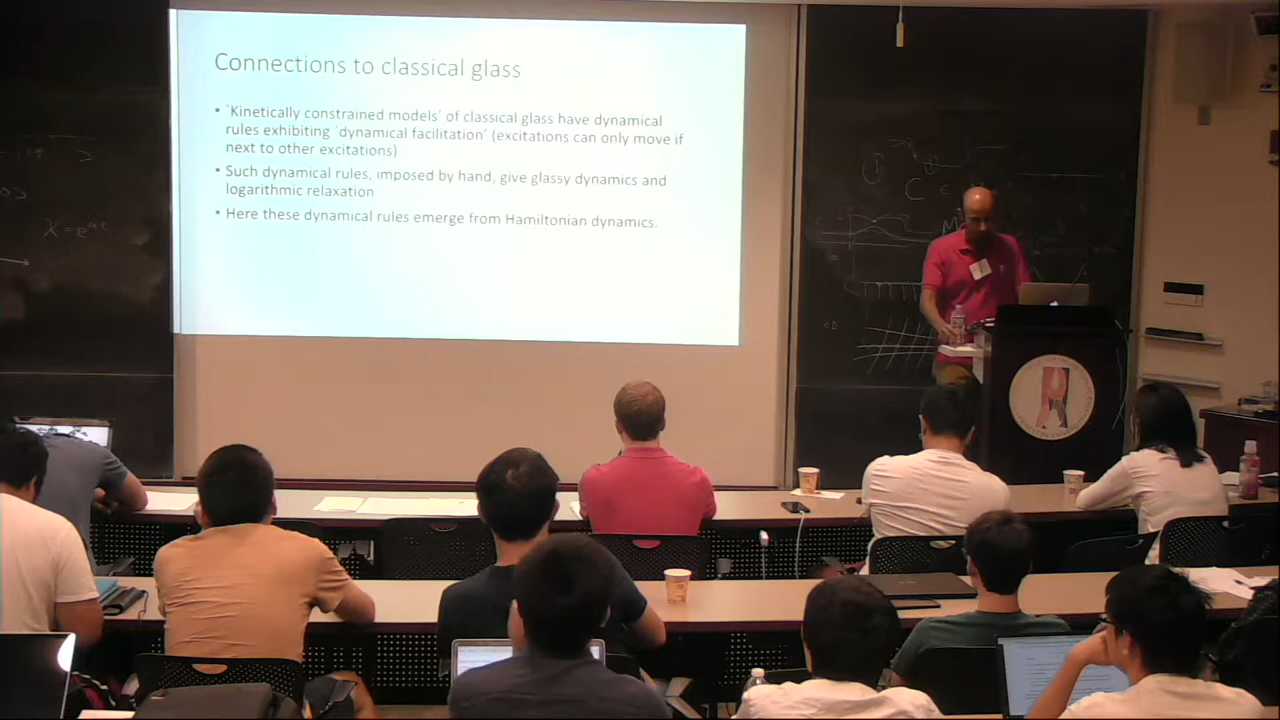 Connections to classical glass
• `Kinetically constrained models' of classical glass have dynamical
rules exhibiting `dynamical facilitation' (excitations can only move if
next to other excitations)
• Such dynamical rules, imposed by hand, give glassy dynamics and
logarithmic relaxation
• Here these dynamical rules emerge from Hamiltonian dynamics.